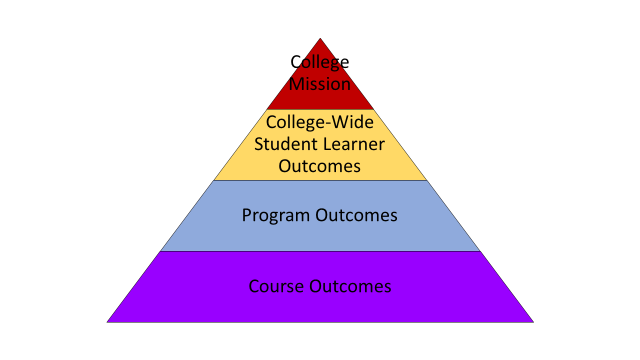 College
Mission
College-Wide
Student Learner
Outcomes
Program Outcomes
Course Outcomes